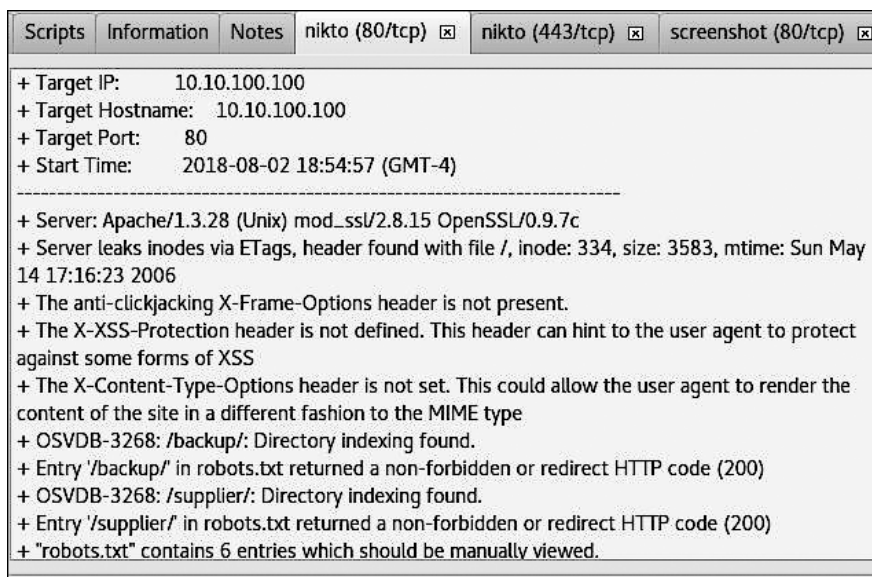 Scripts Information Notes nikto (80/tcp) nikto (443/tcp) screenshot (80/tcp)
+ Target IP: 10.10.100.100
+ Target Hostname: 10.10.100.100
+ Target Port: 80
+ Start Time: 2018-08-02 18:54:57 (GMT-4)
---------------------------------------------------------------------------
+ Server: Apache/1.3.28 (Unix) mod_ssl/2.8.15 OpenSSL/0.9.7c
+ Server leaks inodes via ETags, header found with file /, inode: 334, size: 3583, mtime: Sun May
14 17:16:23 2006
+ The anti-clickjacking X-Frame-Options header is not present.
+ The X-XSS-Protection header is not defined. This header can hint to the user agent to protect
against some forms of XSS
+ The X-Content-Type-Options header is not set. This could allow the user agent to render the
content of the site in a different fashion to the MIME type
+ OSVDB-3268: /backup/: Directory indexing found.
+ Entry '/backup/' in robots.txt returned a non-forbidden or redirect HTTP code (200)
+ OSVDB-3268: /supplier/: Directory indexing found.
+ Entry '/supplier/' in robots.txt returned a non-forbidden or redirect HTTP code (200)
+ "robots.txt" contains 6 entries which should be manually viewed.